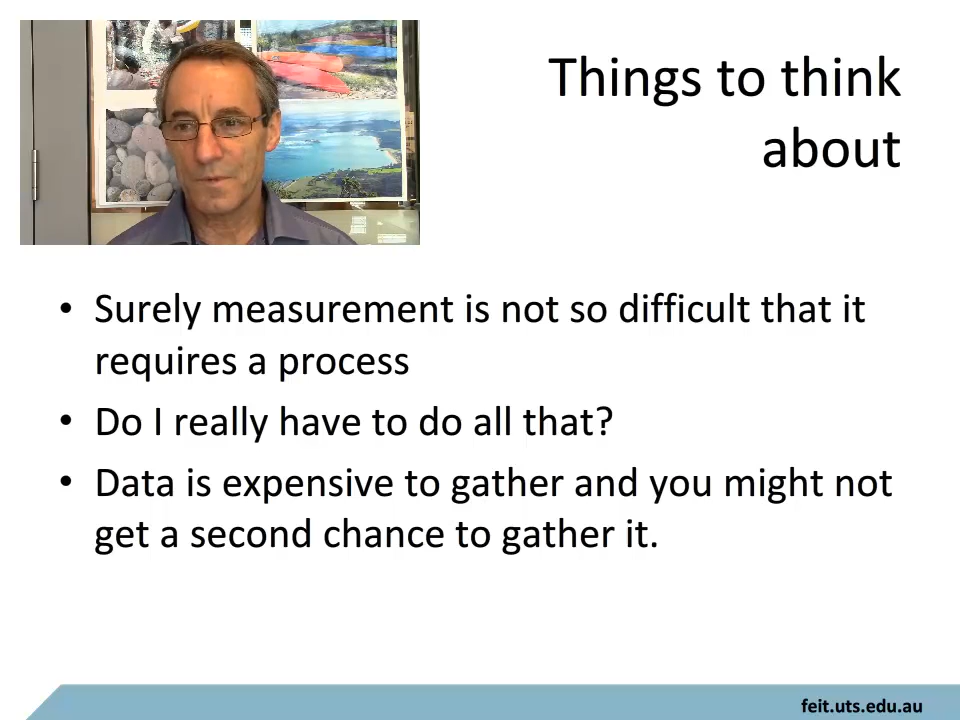 Things to think
about
• Surely measurement is not so difficult that it
requires a process
• Do I really have to do all that?
• Data is expensive to gather and you might not
get a second chance to gather it.
feit.uts.edu.au